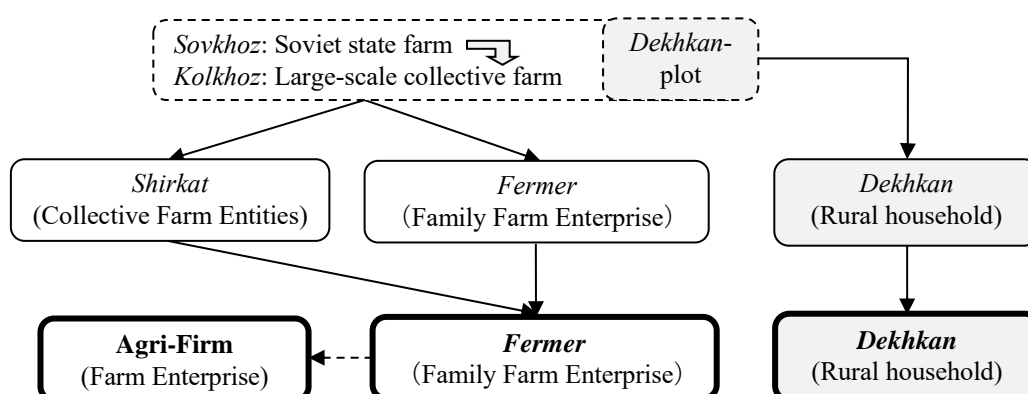 Sovkhoz: Soviet state farm
Kolkhoz: Large-scale collective farm
Dekhkan-
plot
Shirkat
(Collective Farm Entities)
Fermer
（Family Farm Enterprise）
Dekhkan
(Rural household)
Agri-Firm
(Farm Enterprise)
Fermer
（Family Farm Enterprise）
Dekhkan
(Rural household)